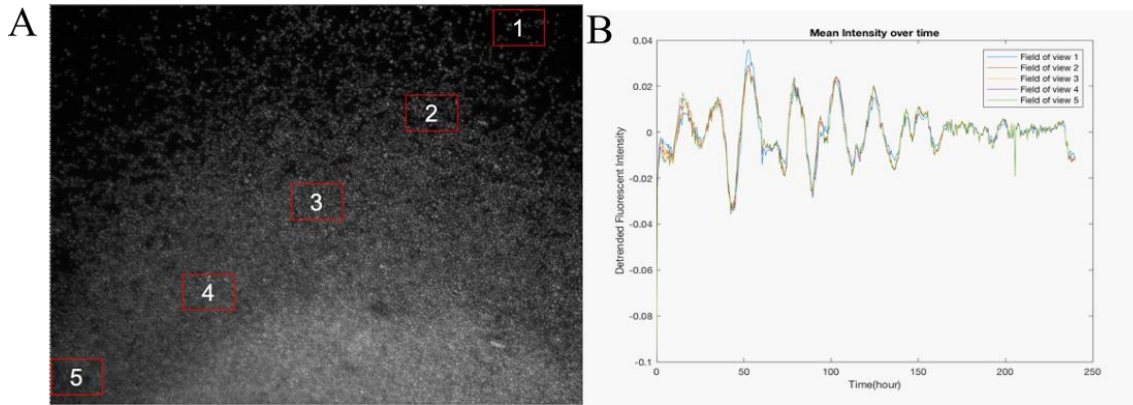 A
1
2
3
4
5
B
Mean Intensity over time
Field of view 1
Field of view 2
Field of view 3
Field of view 4
Field of view 5
Detrended Fluorescent Intensity
0.04
0.02
0
-0.02
-0.04
-0.06
-0.08
-0.1
0 50 100 150 200 250
Time(hour)